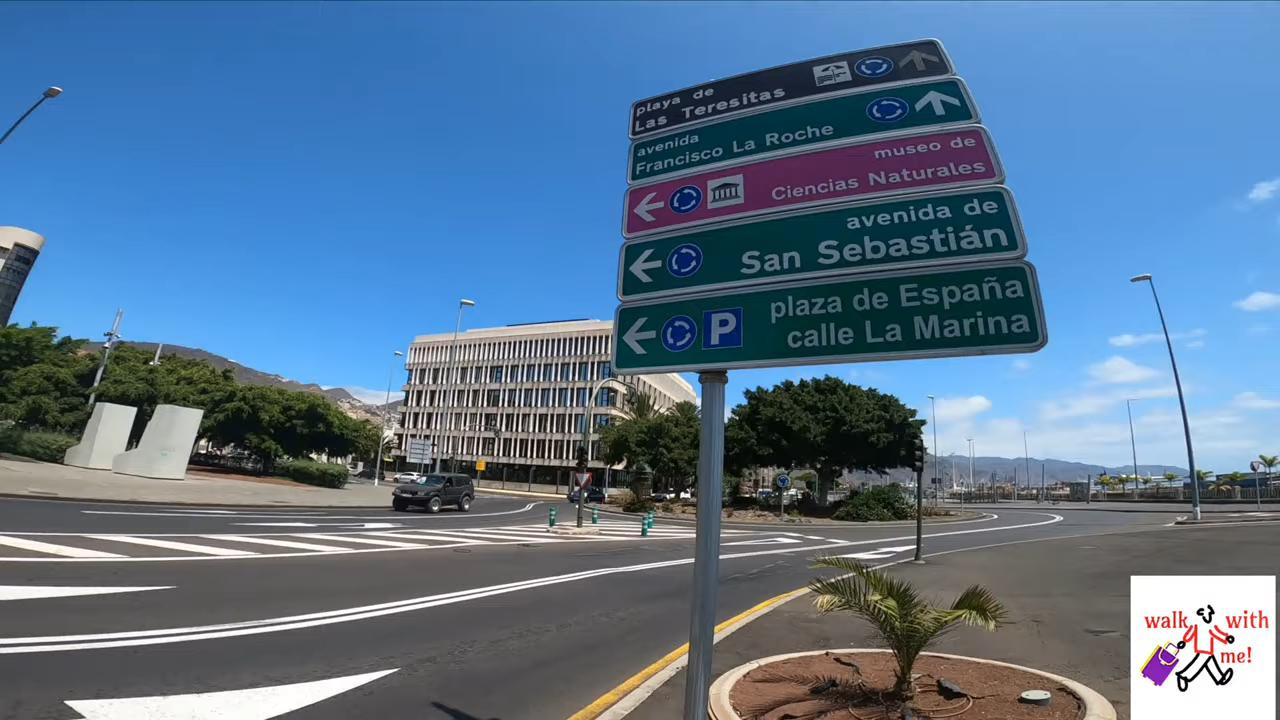 playa de
Las Teresitas
avenida
Francisco La Roche
museo de
Ciencias Naturales
avenida de
San Sebastián
P
plaza de España
calle La Marina
walk with
me!